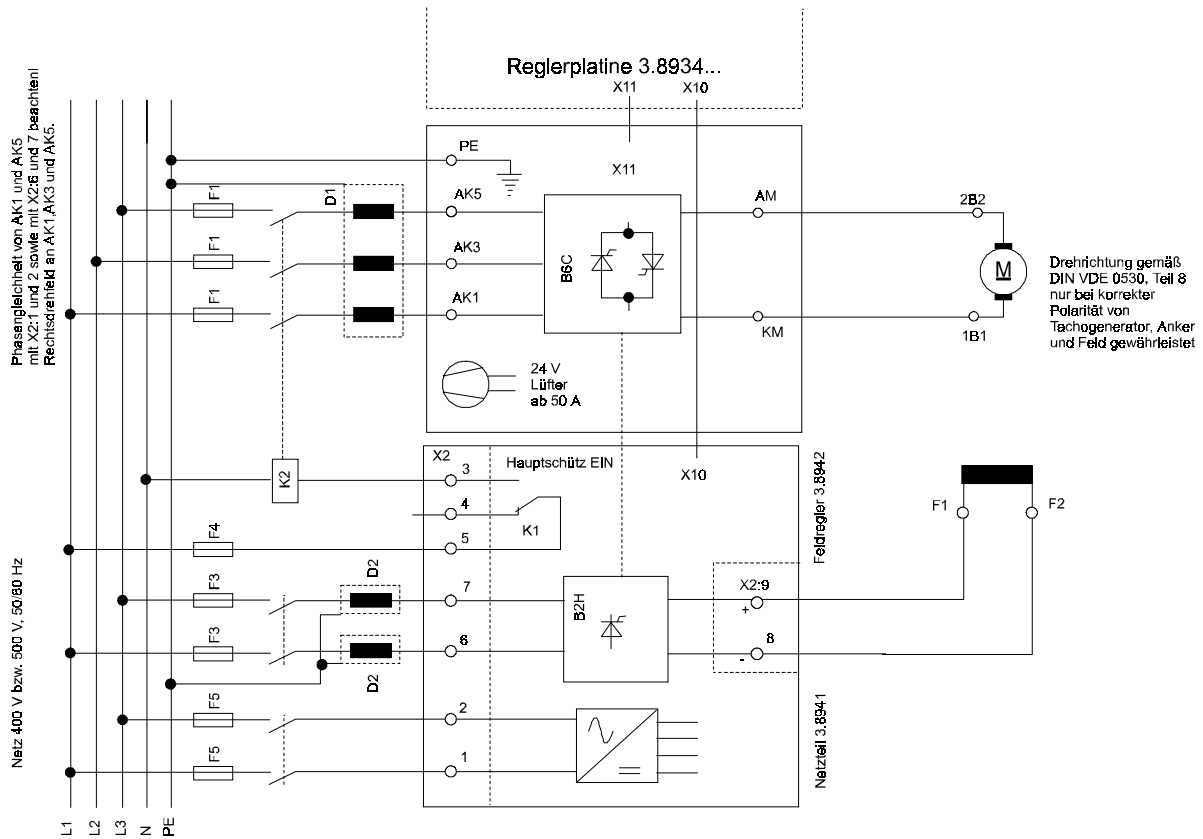 Reglerplatine 3.8934...
X11
X10
Phasengleichheit von AK1 und AK5
mit X2:1 und 2 sowie mit X2:6 und 7 beachten!
Rechtsdrehfeld an AK1,AK3 und AK5.
PE
X11
F1
D1
AK5
AM
2B2
F1
AK3
B6C
M
F1
AK1
KM
1B1
Drehrichtung gemäß
DIN VDE 0530, Teil 8
nur bei korrekter
Polarität von
Tachogenerator, Anker
und Feld gewährleistet
24 V
Lüfter
ab 50 A
X2
Hauptschütz EIN
X10
K2
3
4
K1
5
F4
Feldregler 3.8942
F1
F2
Netz 400 V bzw. 500 V, 50/60 Hz
F3
D2
7
B2H
X2:9
+
F3
D2
6
8
-
F5
2
F5
1
Netzteil 3.8941
L1
L2
L3
N
PE